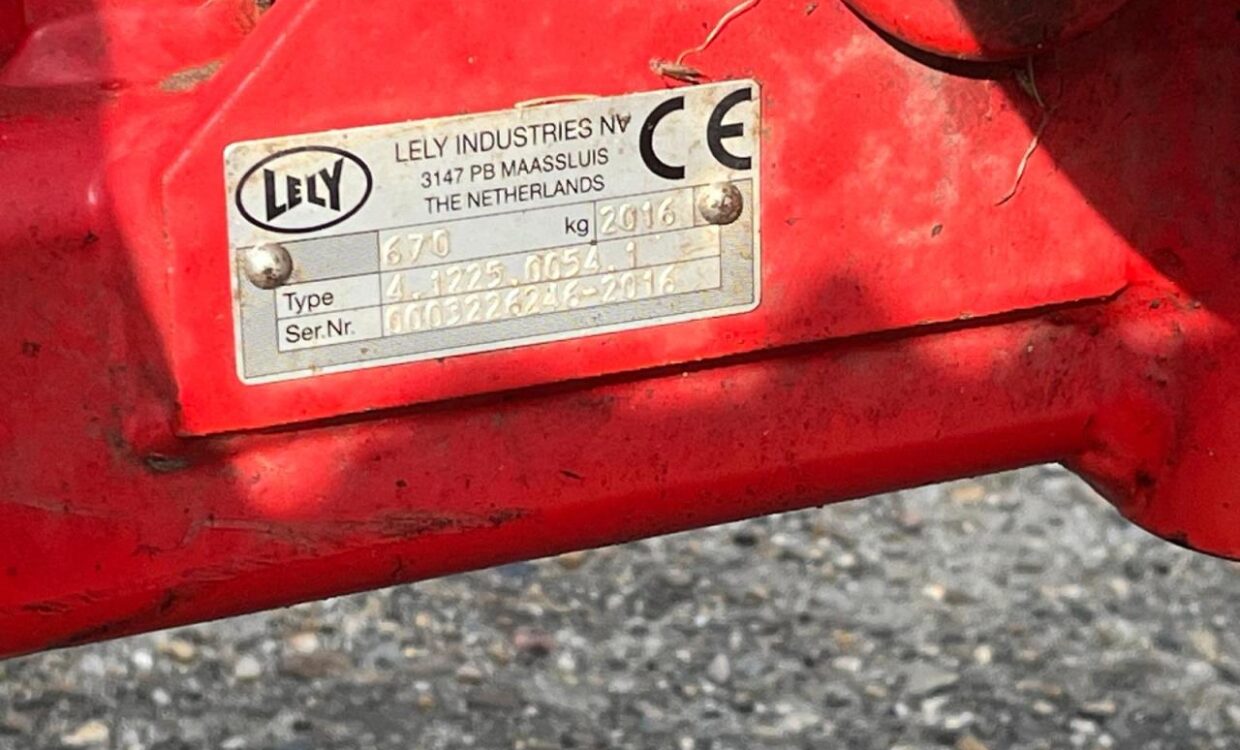 LELY
LELY INDUSTRIES NV
3147 PB MAASSLUIS
THE NETHERLANDS
CE
670 kg 2016
Type 4.1225.0054.1
Ser.Nr. 0003226246-2016